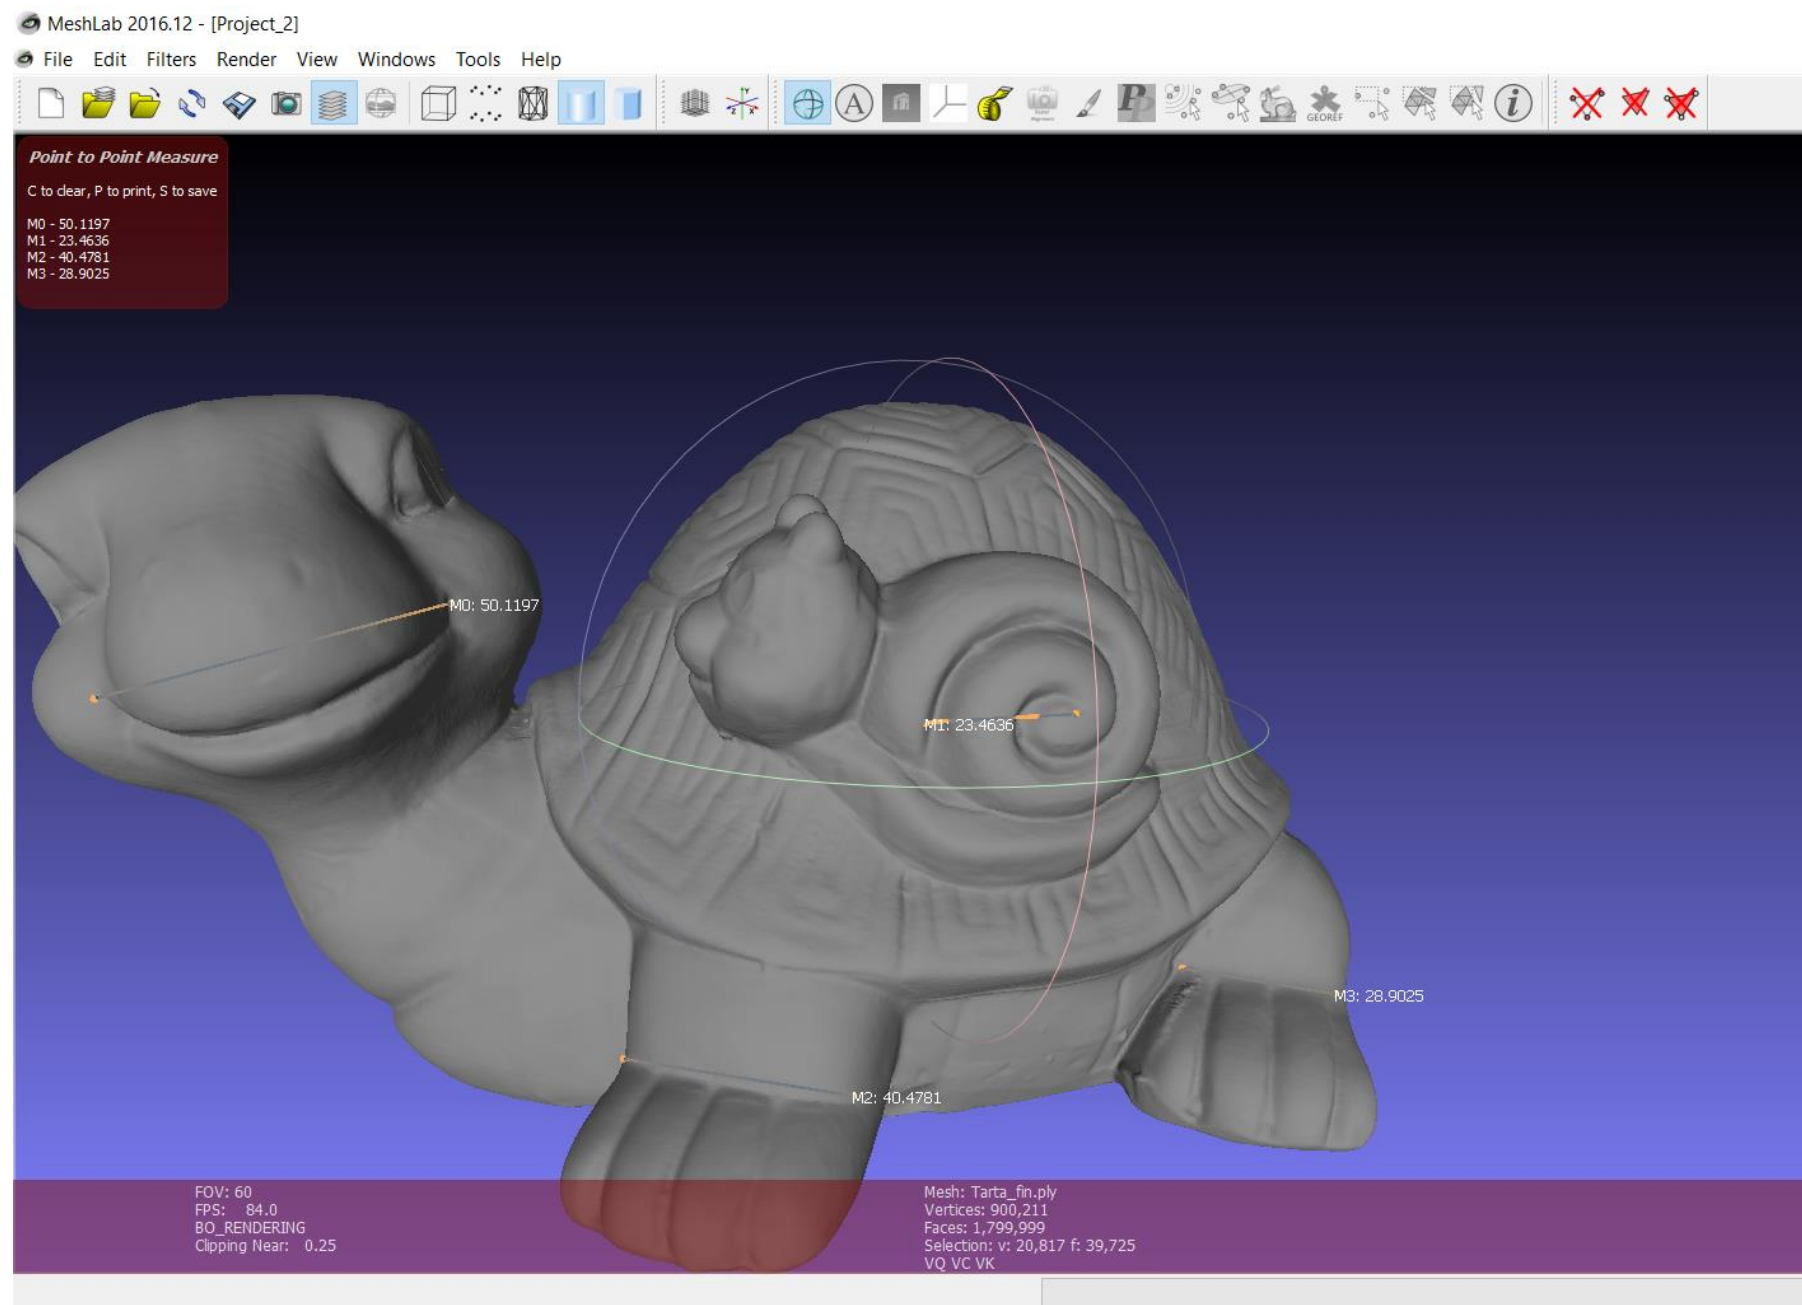 MeshLab 2016.12 - [Project_2]
File Edit Filters Render View Windows Tools Help
A
GEOREF
i
Point to Point Measure
C to clear, P to print, S to save
M0 - 50.1197
M1 - 23.4636
M2 - 40.4781
M3 - 28.9025
M0: 50.1197
M1: 23.4636
M3: 28.9025
M2: 40.4781
FOV: 60
FPS: 84.0
BO_RENDERING
Clipping Near: 0.25
Mesh: Tarta_fin.ply
Vertices: 900,211
Faces: 1,799,999
Selection: v: 20,817 f: 39,725
VQ VC VK